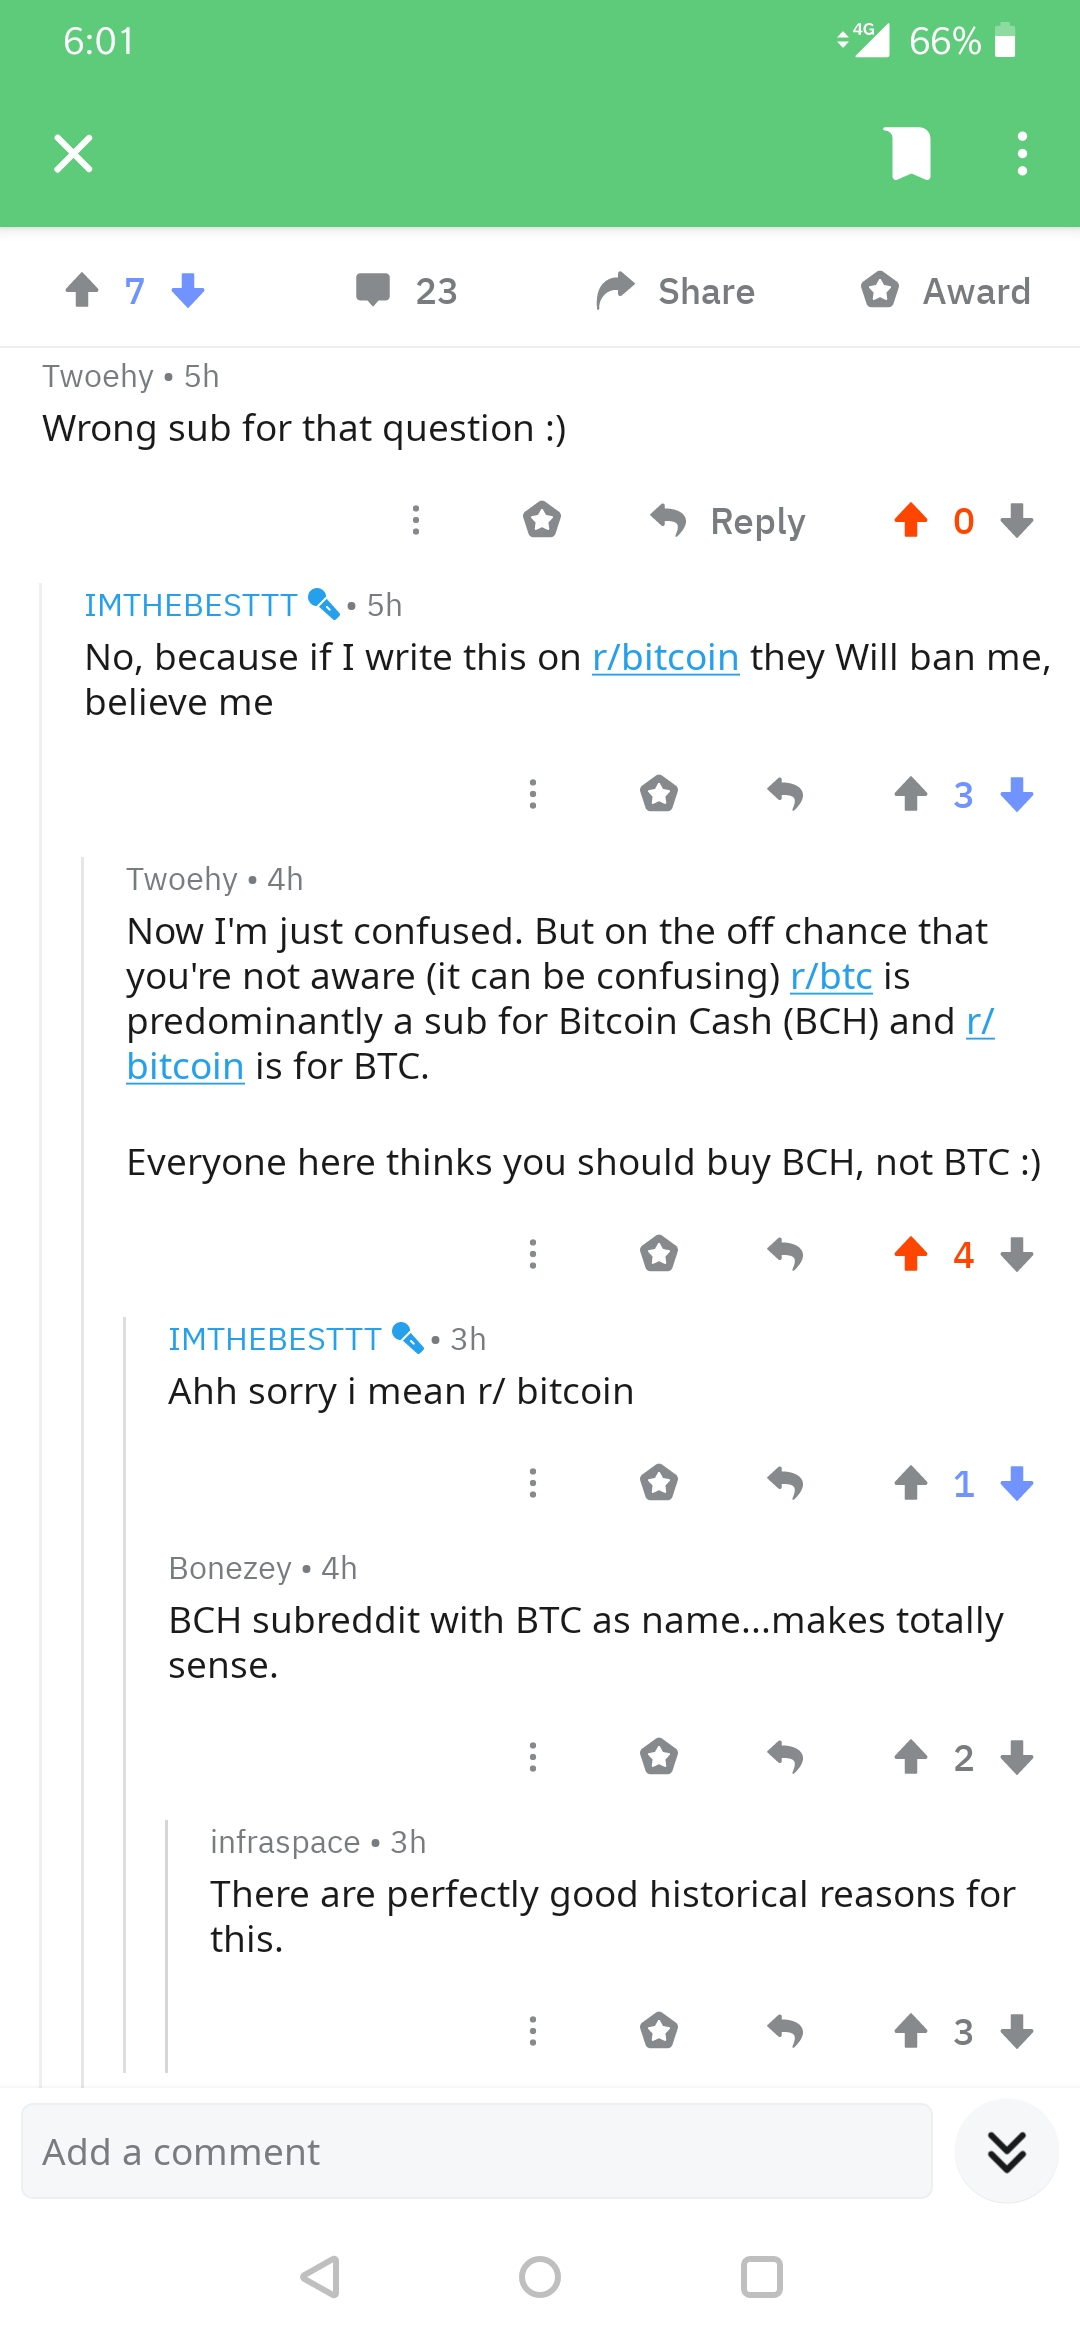 6:01
4G
66%
7
23
Share
Award
Twoehy • 5h
Wrong sub for that question :)
Reply
0
IMTHEBESTTT • 5h
No, because if I write this on r/bitcoin they Will ban me,
believe me
3
Twoehy • 4h
Now I'm just confused. But on the off chance that
you're not aware (it can be confusing) r/btc is
predominantly a sub for Bitcoin Cash (BCH) and r/
bitcoin is for BTC.
Everyone here thinks you should buy BCH, not BTC :)
4
IMTHEBESTTT • 3h
Ahh sorry i mean r/ bitcoin
1
Bonezey • 4h
BCH subreddit with BTC as name...makes totally
sense.
2
infraspace • 3h
There are perfectly good historical reasons for
this.
3
Add a comment